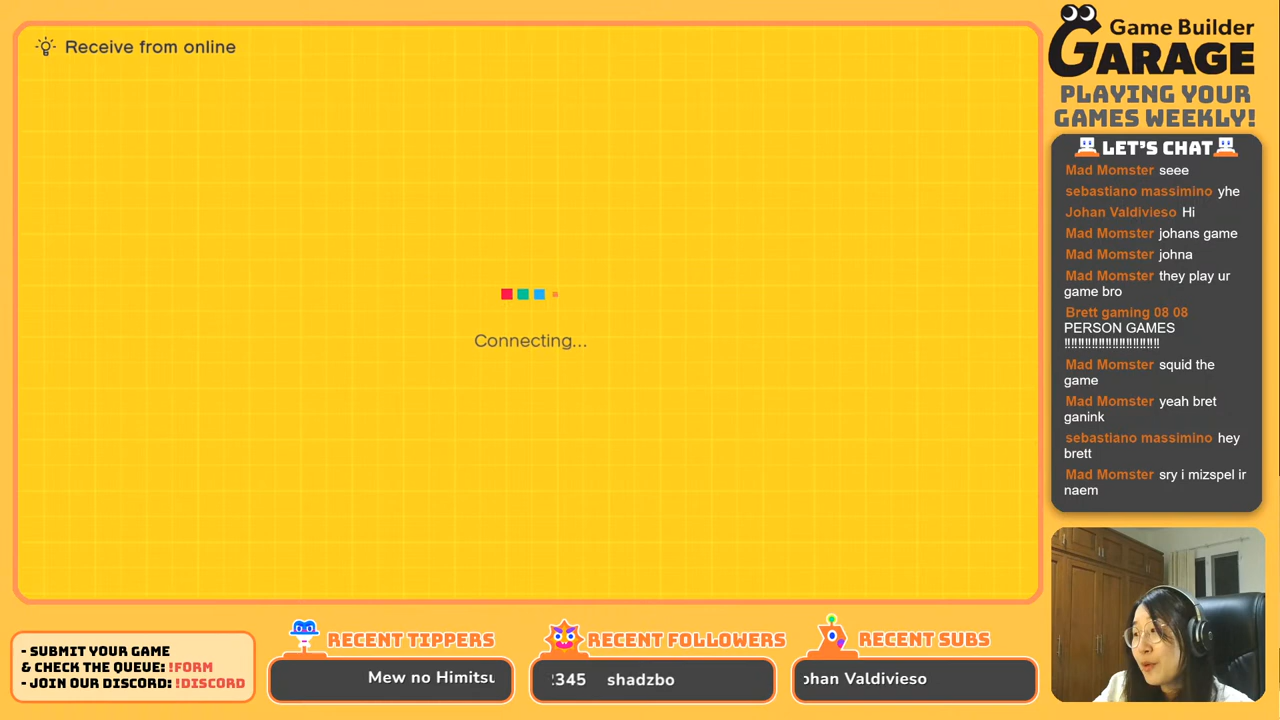 Receive from online
Connecting...
Game Builder
GARAGE
PLAYING YOUR
GAMES WEEKLY!
LET'S CHAT
Mad Momster seee
sebastiano massimino yhe
Johan Valdivieso Hi
Mad Momster johans game
Mad Momster johna
Mad Momster they play ur
game bro
Brett gaming 08 08
PERSON GAMES
!!!!!!!!!!!!!!!!!!!!!!!!!!!!
Mad Momster squid the
game
Mad Momster yeah bret
ganink
sebastiano massimino hey
brett
Mad Momster sry i mizspel ir
naem
- SUBMIT YOUR GAME
& CHECK THE QUEUE: !FORM
- JOIN OUR DISCORD: !DISCORD
RECENT TIPPERS
Mew no Himitsu
RECENT FOLLOWERS
2345 shadzbo
RECENT SUBS
ohan Valdivieso